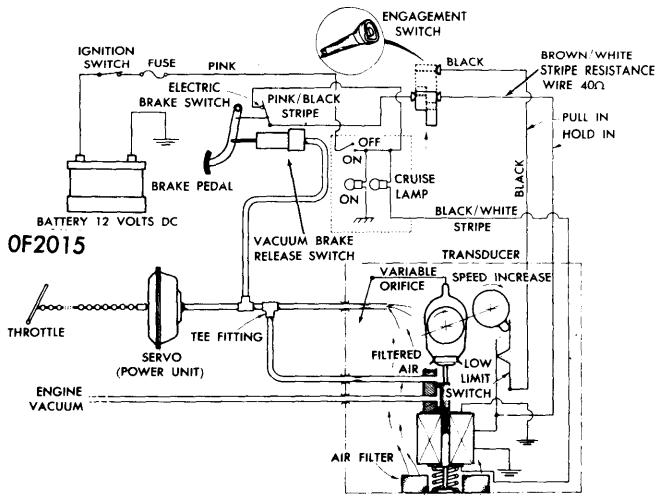 ENGAGEMENT
SWITCH
IGNITION
SWITCH
FUSE
PINK
BLACK
BROWN/WHITE
STRIPE RESISTANCE
WIRE 40Ω
ELECTRIC
BRAKE SWITCH
PINK/BLACK
STRIPE
PULL IN
HOLD IN
OFF
ON
BRAKE PEDAL
CRUISE
LAMP
ON
BLACK
BATTERY 12 VOLTS DC
BLACK/WHITE
STRIPE
OF2015
VACUUM BRAKE
RELEASE SWITCH
TRANSDUCER
VARIABLE
ORIFICE
SPEED INCREASE
THROTTLE
TEE FITTING
SERVO
(POWER UNIT)
FILTERED
AIR
LOW
LIMIT
SWITCH
ENGINE
VACUUM
AIR FILTER